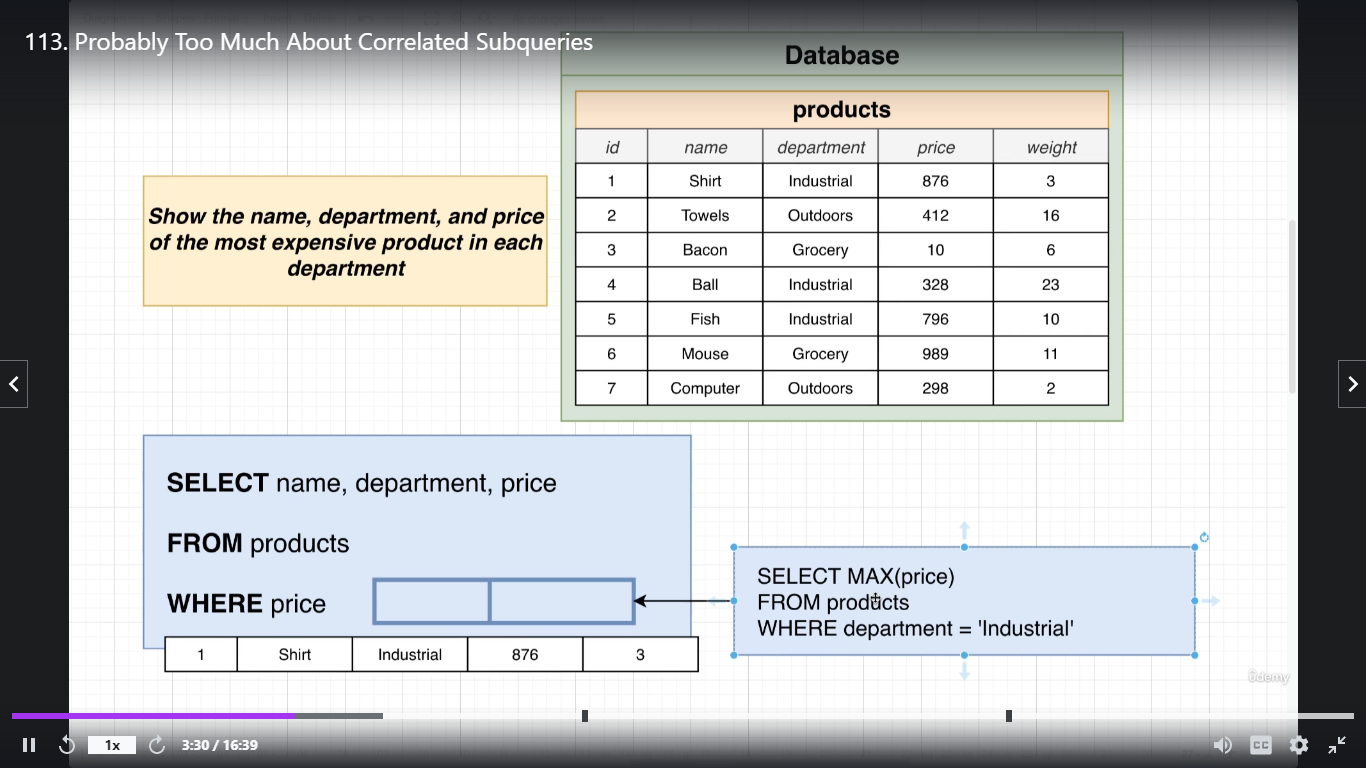 113. Probably Too Much About Correlated Subqueries
Database
products
id name department price weight
1 Shirt Industrial 876 3
2 Towels Outdoors 412 16
3 Bacon Grocery 10 6
4 Ball Industrial 328 23
5 Fish Industrial 796 10
6 Mouse Grocery 989 11
7 Computer Outdoors 298 2
Show the name, department, and price
of the most expensive product in each
department
SELECT name, department, price
FROM products
WHERE price
1 Shirt Industrial 876 3
SELECT MAX(price)
FROM products
WHERE department = 'Industrial'
ûdemy
1x
3:30 / 16:39
CC